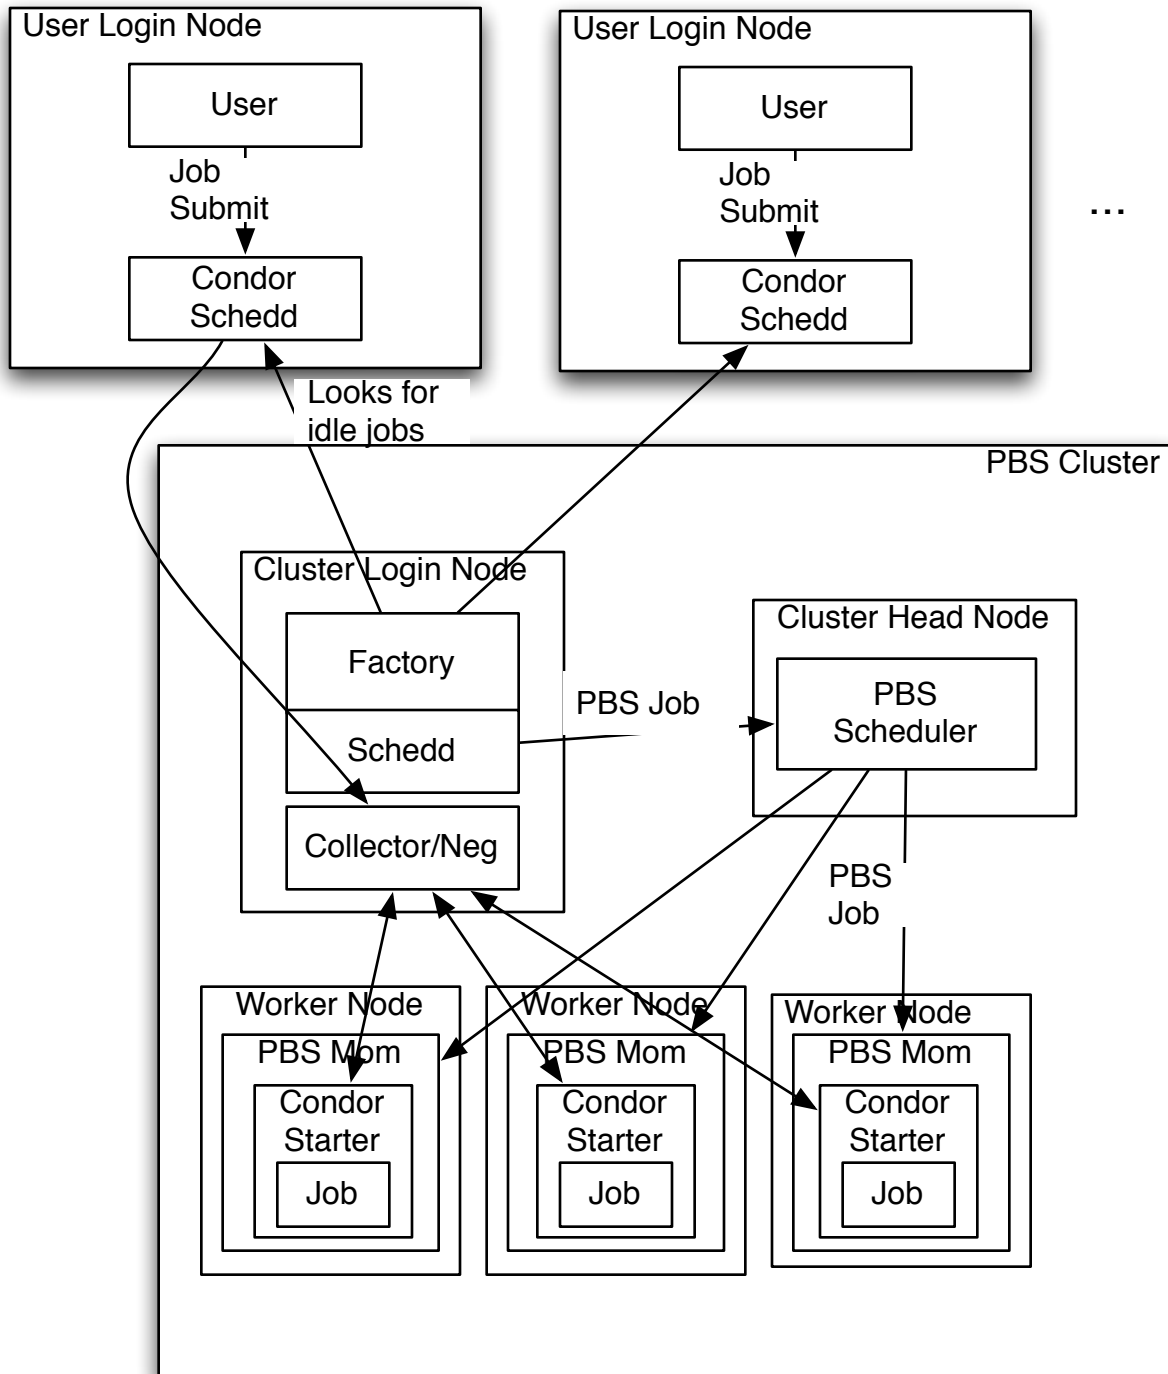 User Login Node
User
Job
Submit
Condor
Schedd
User Login Node
User
Job
Submit
Condor
Schedd
...
Looks for
idle jobs
PBS Cluster
Cluster Login Node
Factory
Schedd
Collector/Neg
PBS Job
Cluster Head Node
PBS
Scheduler
PBS
Job
Worker Node
PBS Mom
Condor
Starter
Job
Worker Node
PBS Mom
Condor
Starter
Job
Worker Node
PBS Mom
Condor
Starter
Job